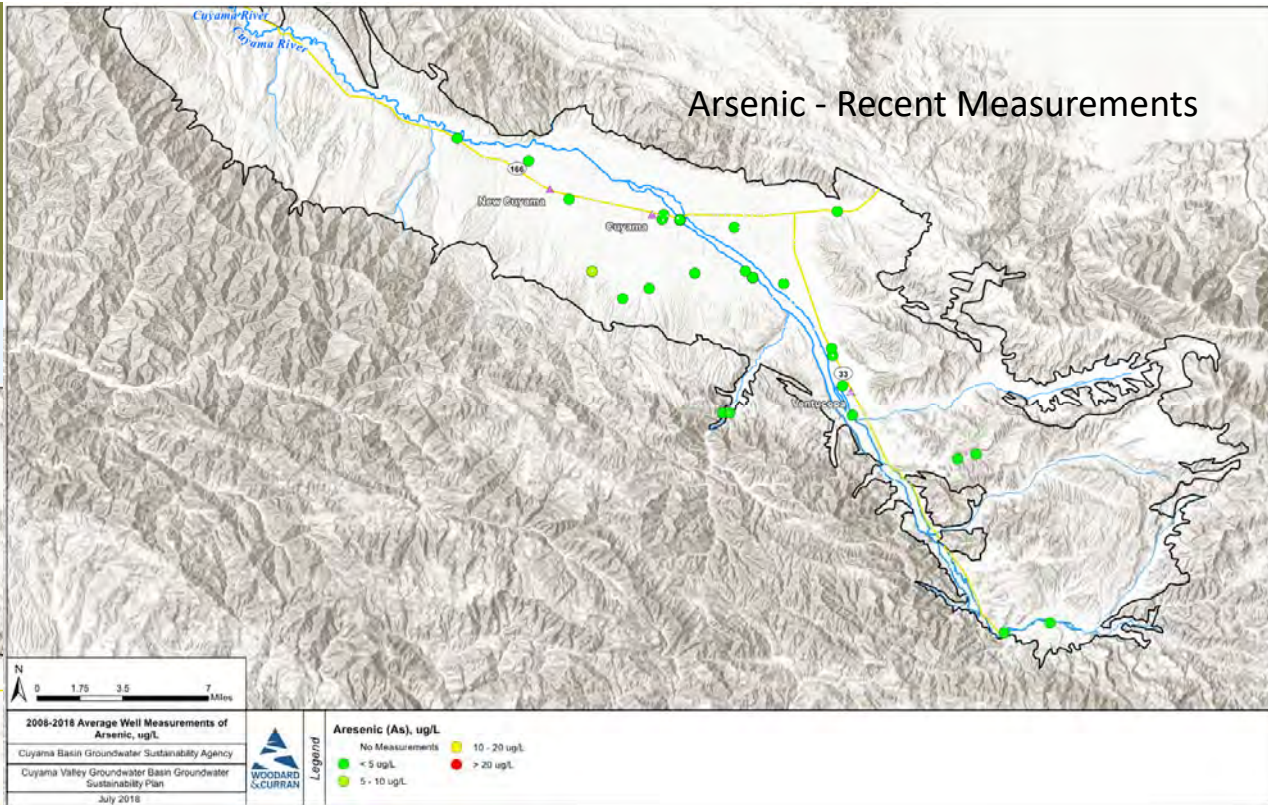 Cuyama River
Cuyama River
Arsenic - Recent Measurements
166
New Cuyama
Cuyama
33
Ventucopa
N
0 1.75 3.5 7
Miles
2008-2018 Average Well Measurements of
Arsenic, ug/L
Cuyama Basin Groundwater Sustainability Agency
Cuyama Valley Groundwater Basin Groundwater
Sustainability Plan
July 2018
WOODARD
&CURRAN
Legend
Aresenic (As), ug/L
No Measurements
< 5 ug/L
5 - 10 ug/L
10 - 20 ug/L
> 20 ug/L